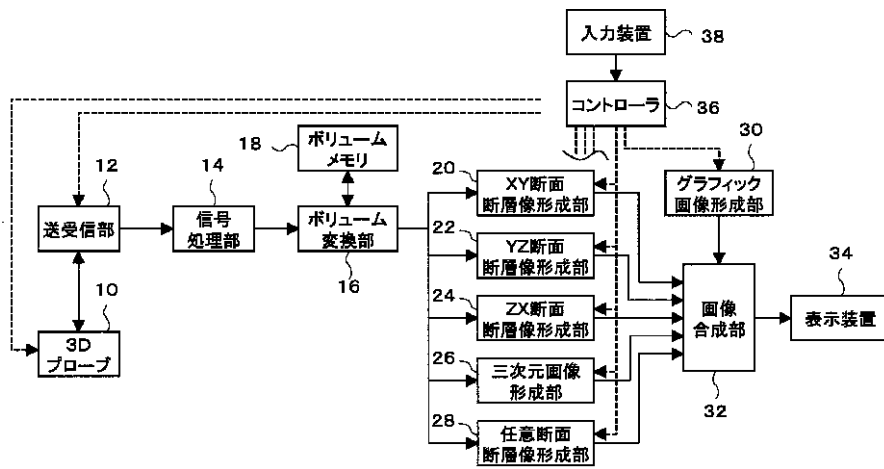 入力装置
38
コントローラ
36
18
ボリューム
メモリ
30
12
14
20
XY断面
断層像形成部
グラフィック
画像形成部
送受信部
信号
処理部
ボリューム
変換部
16
22
YZ断面
断層像形成部
34
10
24
ZX断面
断層像形成部
画像
合成部
表示装置
3D
プローブ
26
三次元画像
形成部
32
28
任意断面
断層像形成部